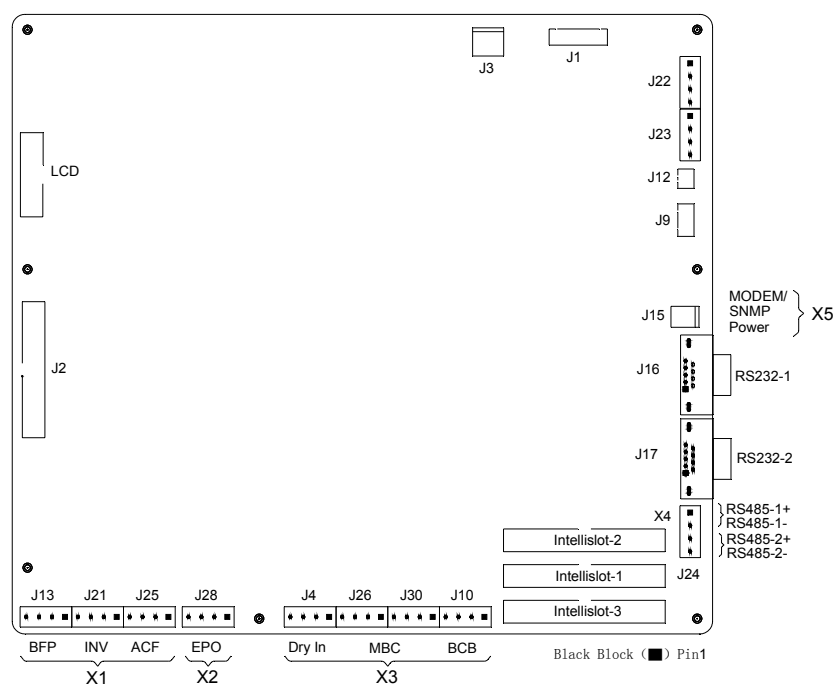 J3
J1
J22
J23
LCD
J12
J9
MODEM/
SNMP
Power
X5
J15
J2
J16
RS232-1
J17
RS232-2
X4
RS485-1+
RS485-1-
RS485-2+
RS485-2-
Intellislot-2
Intellislot-1
J24
Intellislot-3
J13 J21 J25 J28 J4 J26 J30 J10
BFP INV ACF EPO Dry In MBC BCB
X1 X2 X3
Black Block (■) Pin1